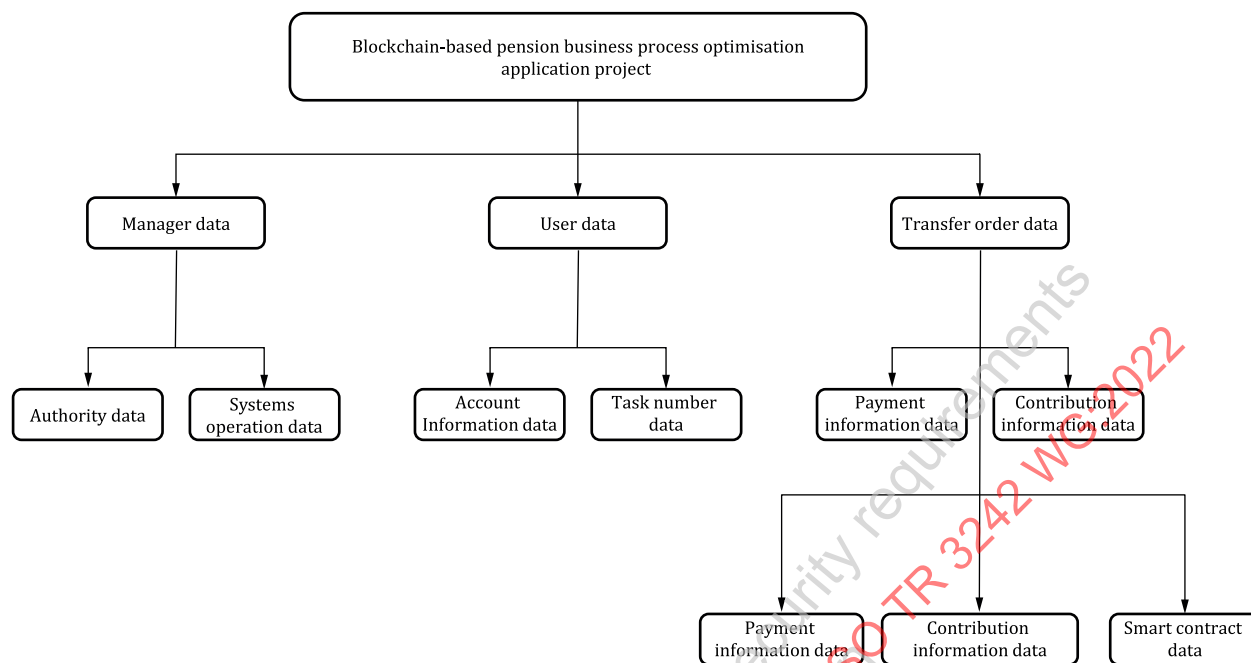 Blockchain-based pension business process optimisation
application project
Manager data
User data
Transfer order data
Authority data
Systems
operation data
Account
Information data
Task number
data
Payment
information data
Contribution
information data
Payment
information data
Contribution
information data
Smart contract
data
requirements
ISO TR 3242 WG:2022